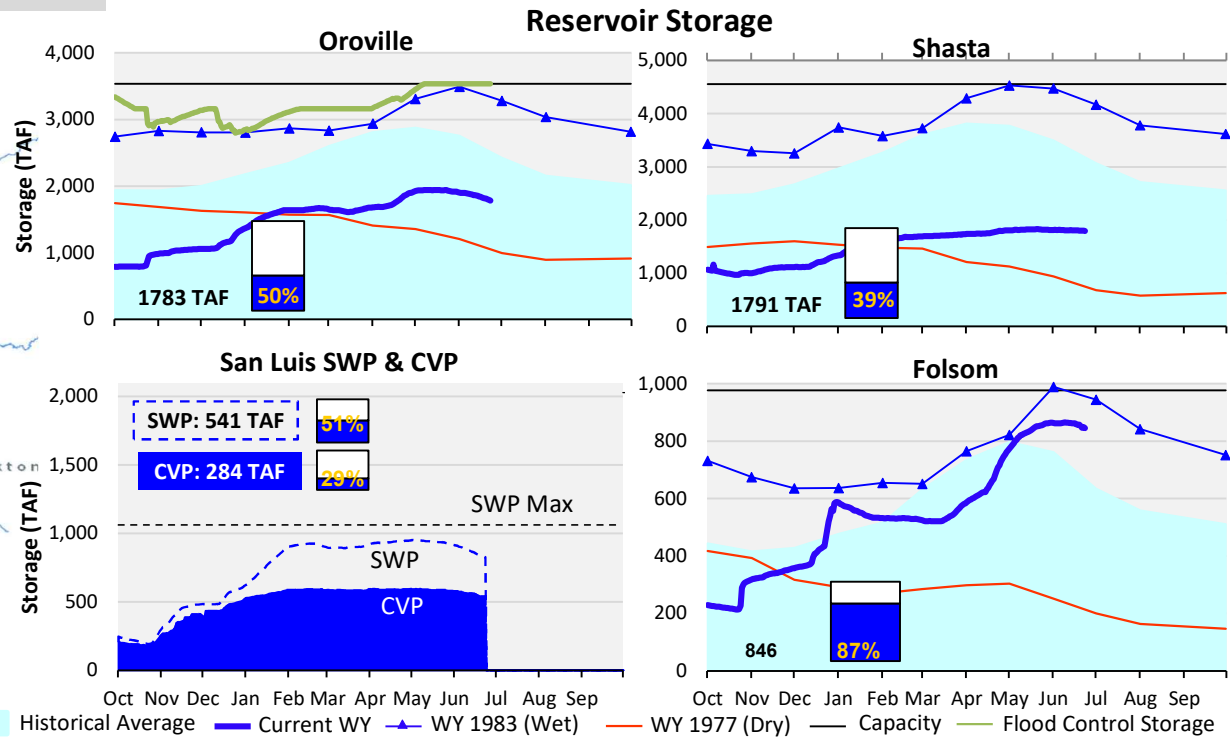 Reservoir Storage
Oroville
4,000
3,000
2,000
1,000
0
Storage (TAF)
1783 TAF
50%
Shasta
5,000
4,000
3,000
2,000
1,000
0
1791 TAF
39%
San Luis SWP & CVP
2,000
1,500
1,000
500
0
Storage (TAF)
SWP: 541 TAF
51%
CVP: 284 TAF
29%
SWP Max
SWP
CVP
Oct Nov Dec Jan Feb Mar Apr May Jun Jul Aug Sep
Folsom
1,000
800
600
400
200
0
846
87%
Oct Nov Dec Jan Feb Mar Apr May Jun Jul Aug Sep
Historical Average Current WY WY 1983 (Wet) WY 1977 (Dry) Capacity Flood Control Storage
kton